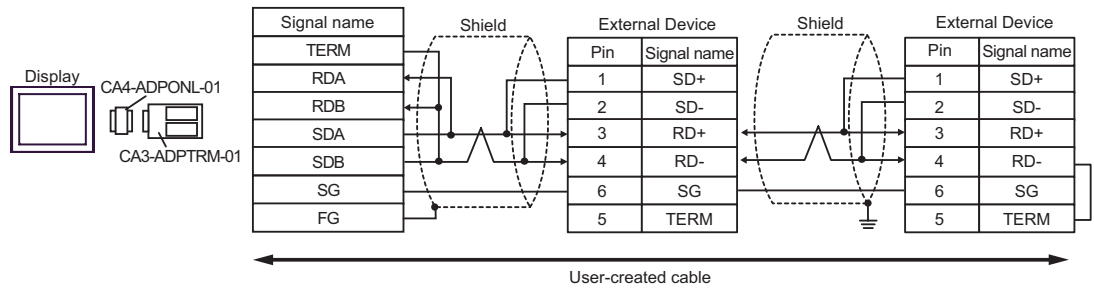 Display
CA4-ADPONL-01
CA3-ADPTRM-01
Signal name
TERM
RDA
RDB
SDA
SDB
SG
FG
Shield
External Device
Pin Signal name
1 SD+
2 SD-
3 RD+
4 RD-
6 SG
5 TERM
Shield
External Device
Pin Signal name
1 SD+
2 SD-
3 RD+
4 RD-
6 SG
5 TERM
User-created cable